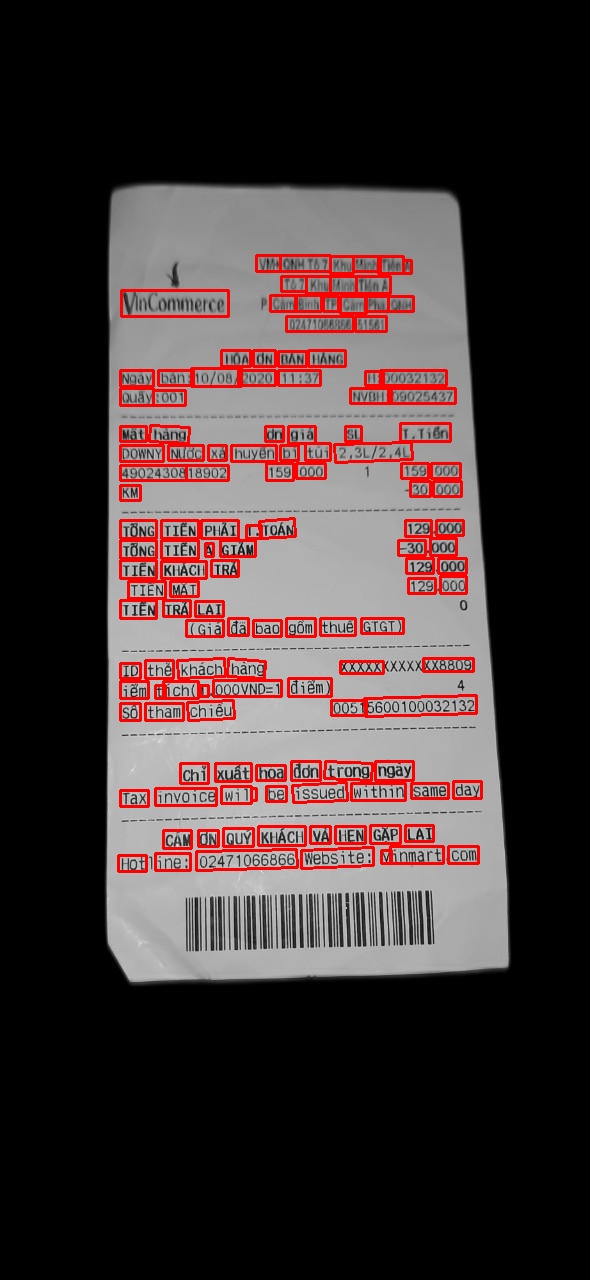 VM+ QNH Tổ 7 Khu Minh Tiến A
Tổ 7 Khu Minh Tiến A
VinCommerce
P Cẩm Bình TP Cẩm Phả QNH
02471066866 51561
HÓA ĐƠN BÁN HÀNG
Ngày bán: 10/08/2020 11:37 HĐ:00032132
Quầy:001 NVBH:09025437
Mặt hàng Đơn giá SL T.Tiền
DOWNY Nước xả huyền bí túi 2,3L/2,4L
4902430818902 159.000 1 159.000
KM -30.000
TỔNG TIỀN PHẢI T.TOÁN 129.000
TỔNG TIỀN ĐÃ GIẢM -30.000
TIỀN KHÁCH TRẢ 129.000
TIỀN MẶT 129.000
TIỀN TRẢ LẠI 0
(Giá đã bao gồm thuế GTGT)
ID thẻ khách hàng XXXXXXXXXXXX8809
Điểm tích(1.000VND=1 điểm) 4
Số tham chiếu 00515600100032132
Chỉ xuất hóa đơn trong ngày
Tax invoice will be issued within same day
CẢM ƠN QUÝ KHÁCH VÀ HẸN GẶP LẠI
Hotline: 02471066866 Website: vinmart.com